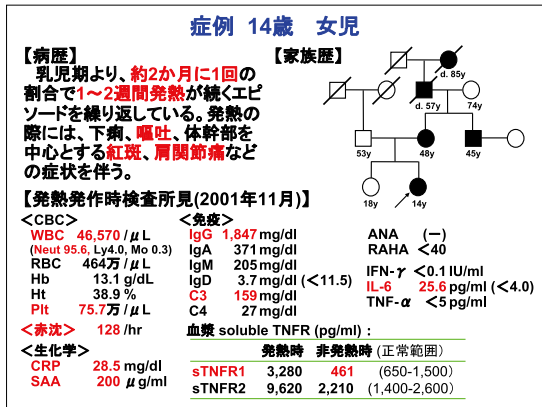 症例 14歳 女児
【病歴】
乳児期より、約2か月に1回の
割合で1～2週間発熱が続くエピ
ソードを繰り返している。発熱の
際には、下痢、嘔吐、体幹部を
中心とする紅斑、肩関節痛など
の症状を伴う。
【家族歴】
d. 85y
d. 57y
74y
53y
48y
45y
18y
14y
【発熱発作時検査所見(2001年11月)】
＜CBC＞
WBC 46,570 /μL
(Neut 95.6, Ly4.0, Mo 0.3)
RBC 464万 /μL
Hb 13.1 g/dL
Ht 38.9 %
Plt 75.7万 /μL
＜赤沈＞ 128 /hr
＜生化学＞
CRP 28.5 mg/dl
SAA 200 μg/ml
＜免疫＞
IgG 1,847 mg/dl
IgA 371 mg/dl
IgM 205 mg/dl
IgD 3.7 mg/dl (＜11.5)
C3 159 mg/dl
C4 27 mg/dl
ANA (－)
RAHA ＜40
IFN-γ ＜0.1 IU/ml
IL-6 25.6 pg/ml (＜4.0)
TNF-α ＜5 pg/ml
血漿 soluble TNFR (pg/ml)：
発熱時 非発熱時 (正常範囲)
sTNFR1 3,280 461 (650-1,500)
sTNFR2 9,620 2,210 (1,400-2,600)